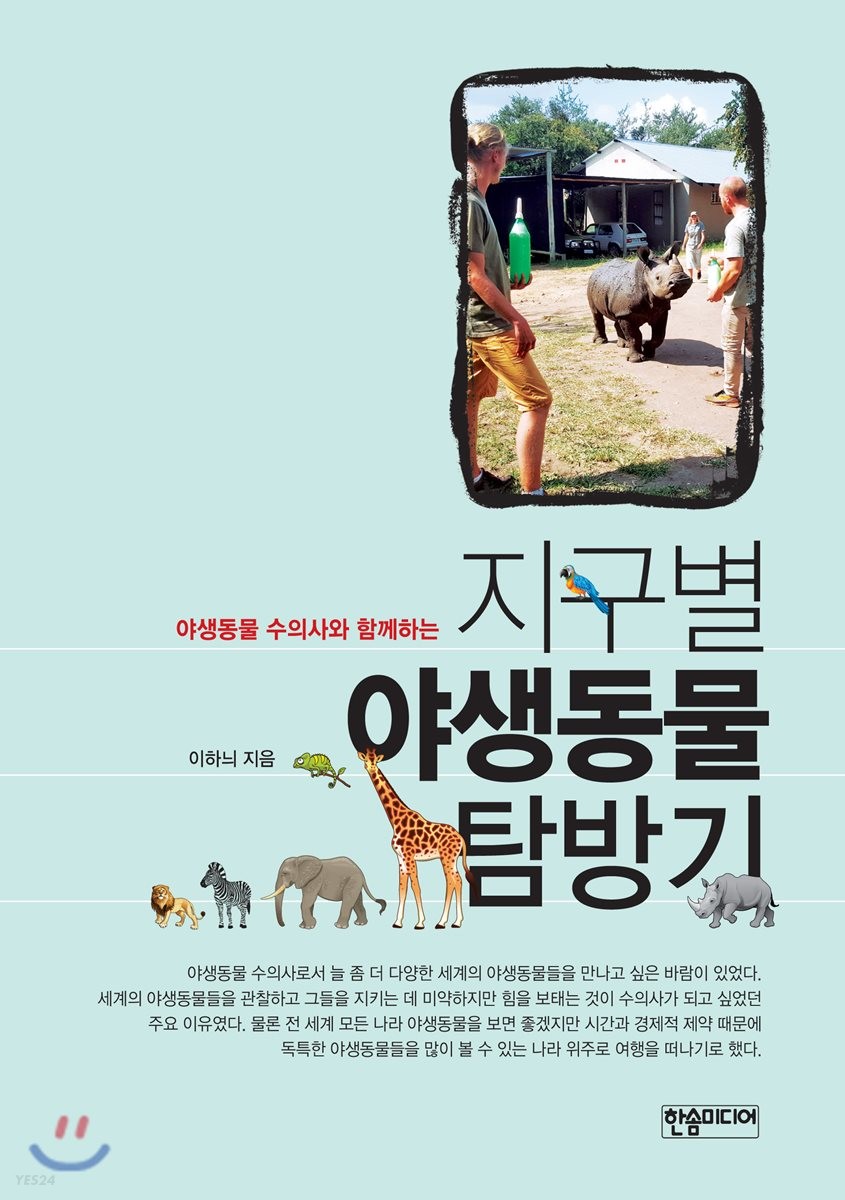 야생동물 수의사와 함께하는
지구별
야생동물
이하늬 지음
탐방기
야생동물 수의사로서 늘 좀 더 다양한 세계의 야생동물들을 만나고 싶은 바람이 있었다.
세계의 야생동물들을 관찰하고 그들을 지키는 데 미약하지만 힘을 보태는 것이 수의사가 되고 싶었던
주요 이유였다. 물론 전 세계 모든 나라 야생동물을 보면 좋겠지만 시간과 경제적 제약 때문에
독특한 야생동물들을 많이 볼 수 있는 나라 위주로 여행을 떠나기로 했다.
한솜미디어
YES24